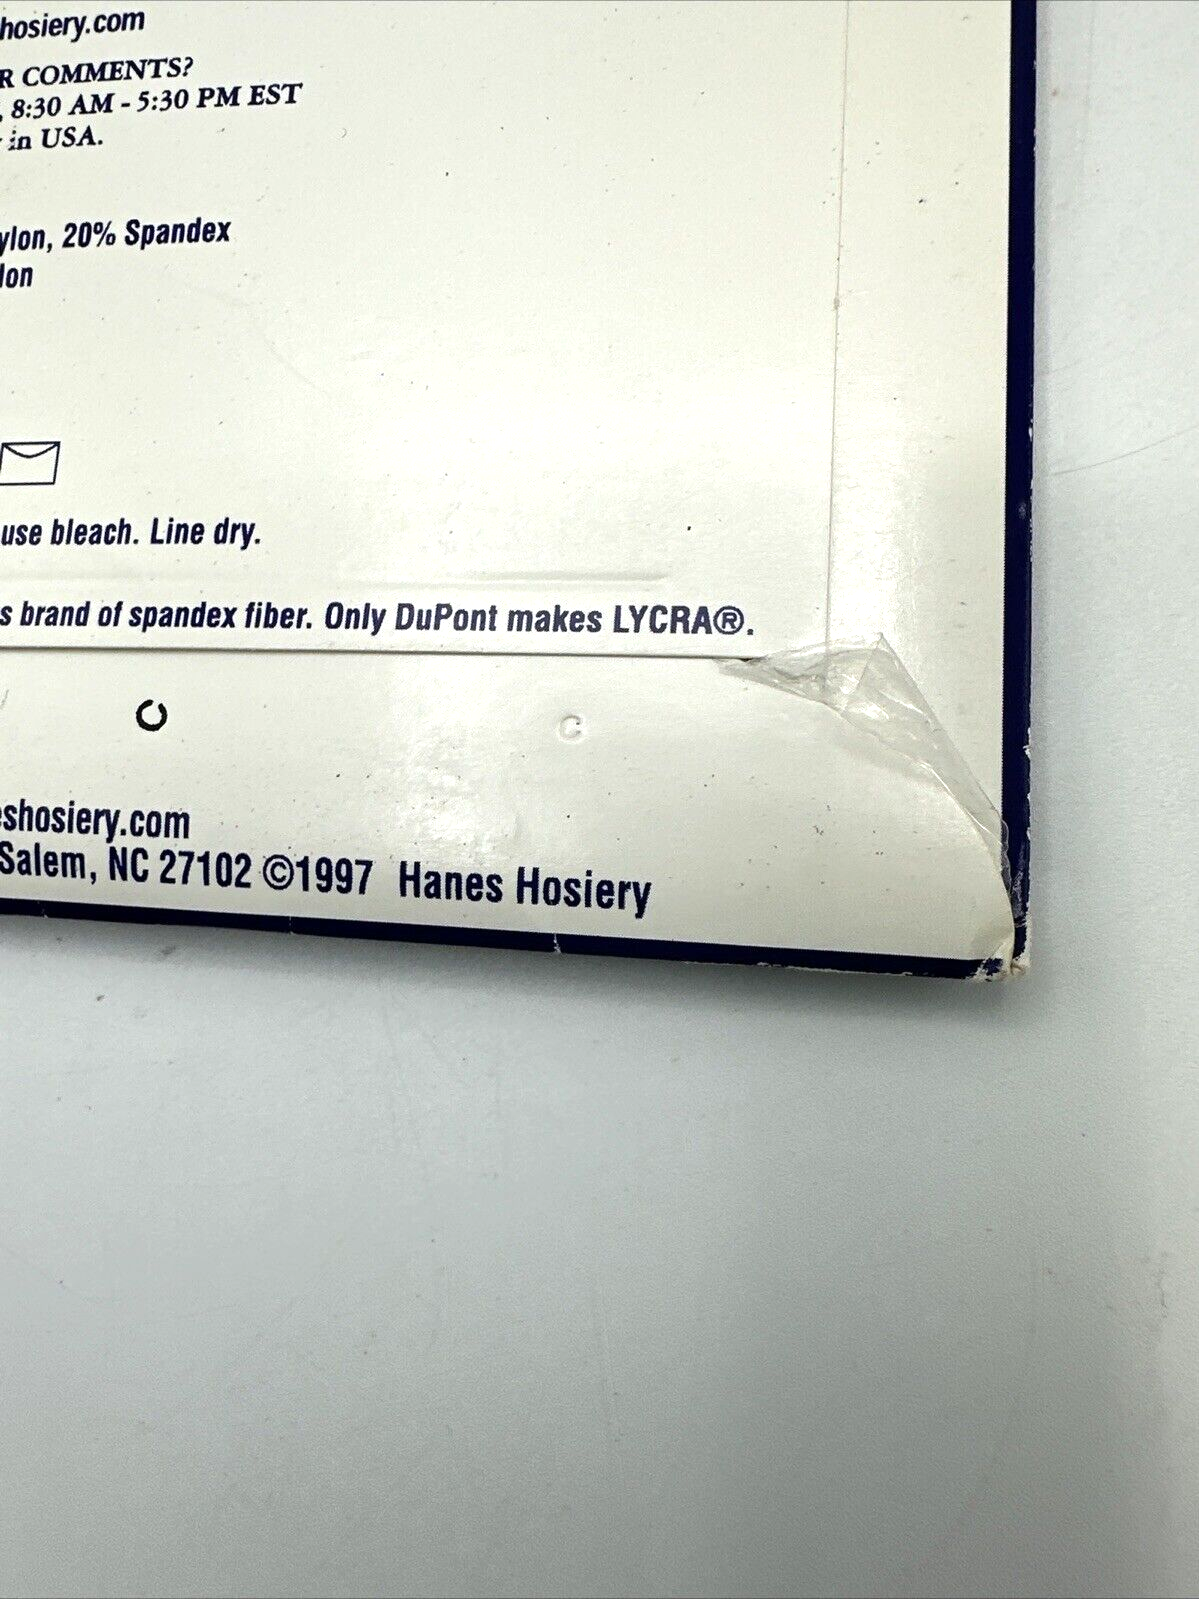 hosiery.com
R COMMENTS?
, 8:30 AM - 5:30 PM EST
in USA.
ylon, 20% Spandex
lon
use bleach. Line dry.
s brand of spandex fiber. Only DuPont makes LYCRA®.
C
C
shosiery.com
Salem, NC 27102 ©1997 Hanes Hosiery